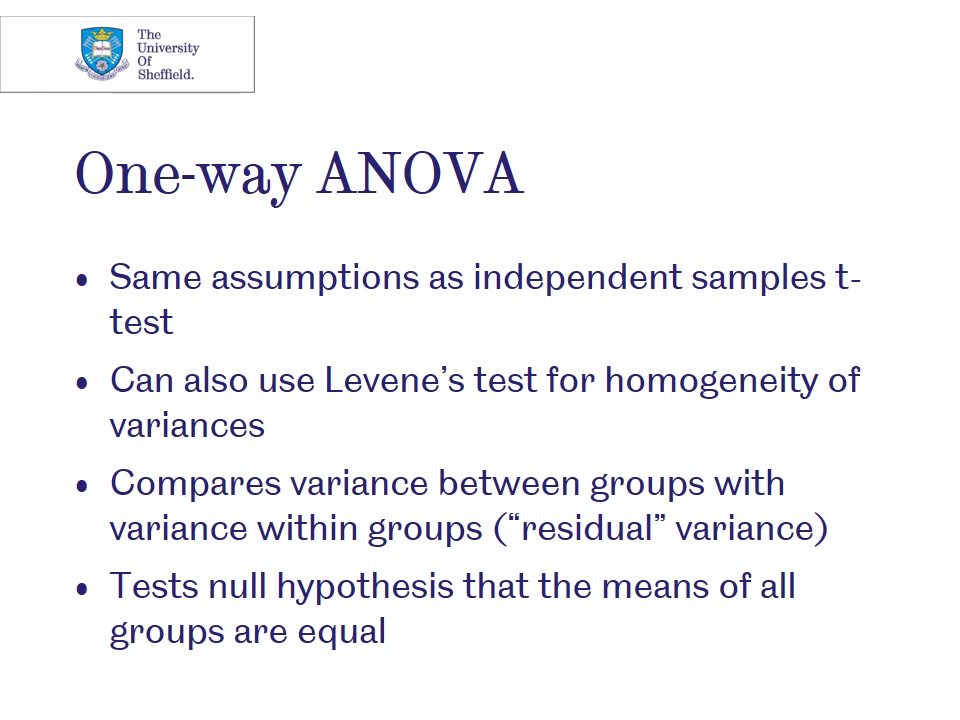 The
University
Of
Sheffield.
One-way ANOVA
• Same assumptions as independent samples t-
test
• Can also use Levene’s test for homogeneity of
variances
• Compares variance between groups with
variance within groups (“residual” variance)
• Tests null hypothesis that the means of all
groups are equal